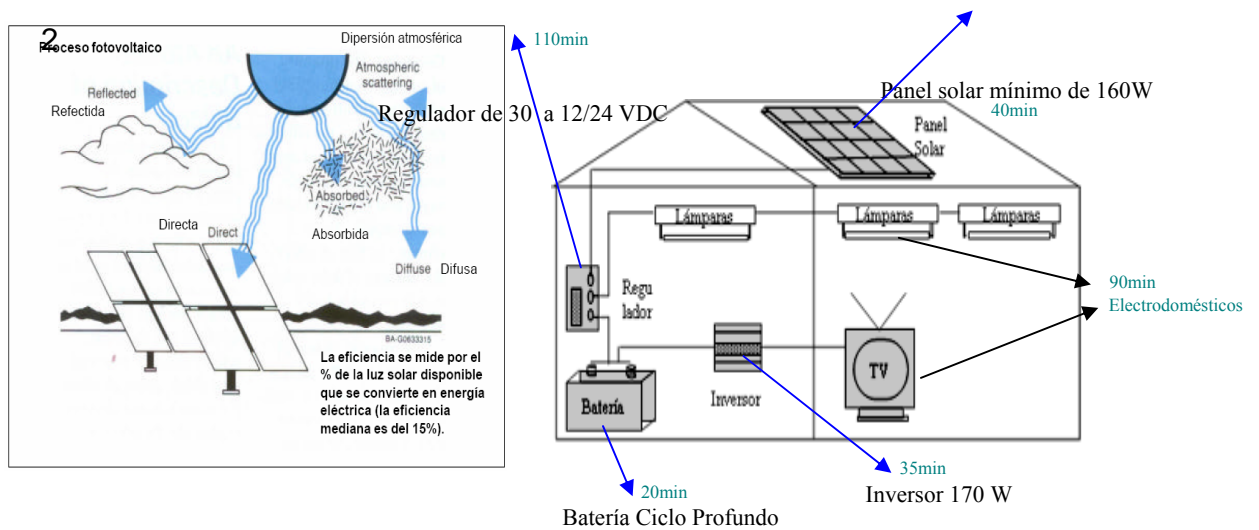 2
Proceso fotovoltaico
Dispersión atmosférica
Atmospheric
scattering
Reflected
Refectida
Absorbed
Absorbida
Directa
Direct
Diffuse Difusa
BA-G0633315
La eficiencia se mide por el
% de la luz solar disponible
que se convierte en energía
eléctrica (la eficiencia
mediana es del 15%).
110min
Regulador de 30 a 12/24 VDC
Panel solar mínimo de 160W
40min
Panel
Solar
Lámparas
Lámparas
Lámparas
Regu
lador
90min
Electrodomésticos
Inversor
TV
Batería
35min
Inversor 170 W
20min
Batería Ciclo Profundo